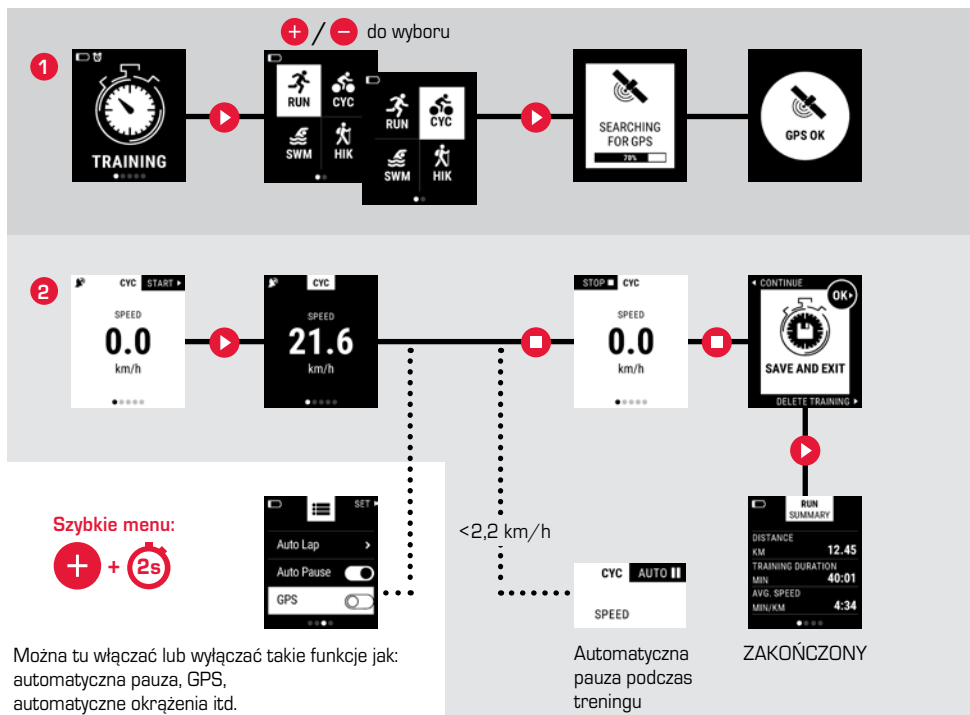 + / − do wyboru
1
TRAINING
RUN CYC
SWM HIK
RUN CYC
SWM HIK
SEARCHING
FOR GPS
70%
GPS OK
2
CYC START
SPEED
0.0
km/h
CYC
SPEED
21.6
km/h
STOP CYC
SPEED
0.0
km/h
CONTINUE
OK
SAVE AND EXIT
DELETE TRAINING
Szybkie menu:
+ + 2s
SET
Auto Lap
Auto Pause
GPS
Można tu włączać lub wyłączać takie funkcje jak:
automatyczna pauza, GPS,
automatyczne okrążenia itd.
<2,2 km/h
CYC AUTO
SPEED
Automatyczna
pauza podczas
treningu
RUN
SUMMARY
DISTANCE
KM 12.45
TRAINING DURATION
MIN 40:01
AVG. SPEED
MIN/KM 4:34
ZAKOŃCZONY